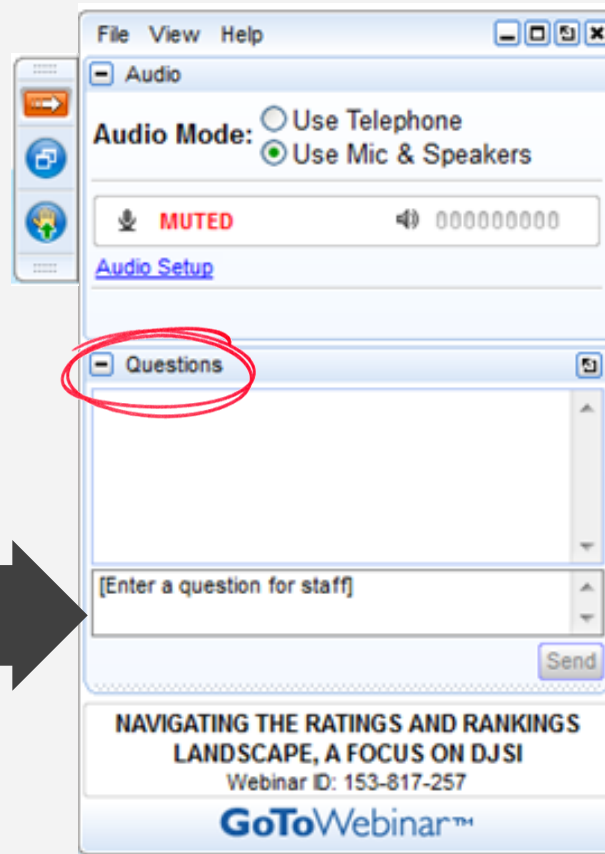 File View Help
Audio
Audio Mode: Use Telephone
Use Mic & Speakers
MUTED 000000000
Audio Setup
Questions
[Enter a question for staff]
Send
NAVIGATING THE RATINGS AND RANKINGS
LANDSCAPE, A FOCUS ON DJSI
Webinar ID: 153-817-257
GoToWebinar™